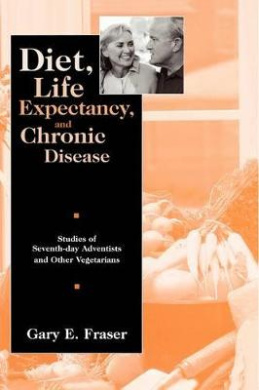 Diet,
Life
Expectancy,
and
Chronic
Disease
Studies of
Seventh-day Adventists
and Other Vegetarians
Gary E. Fraser